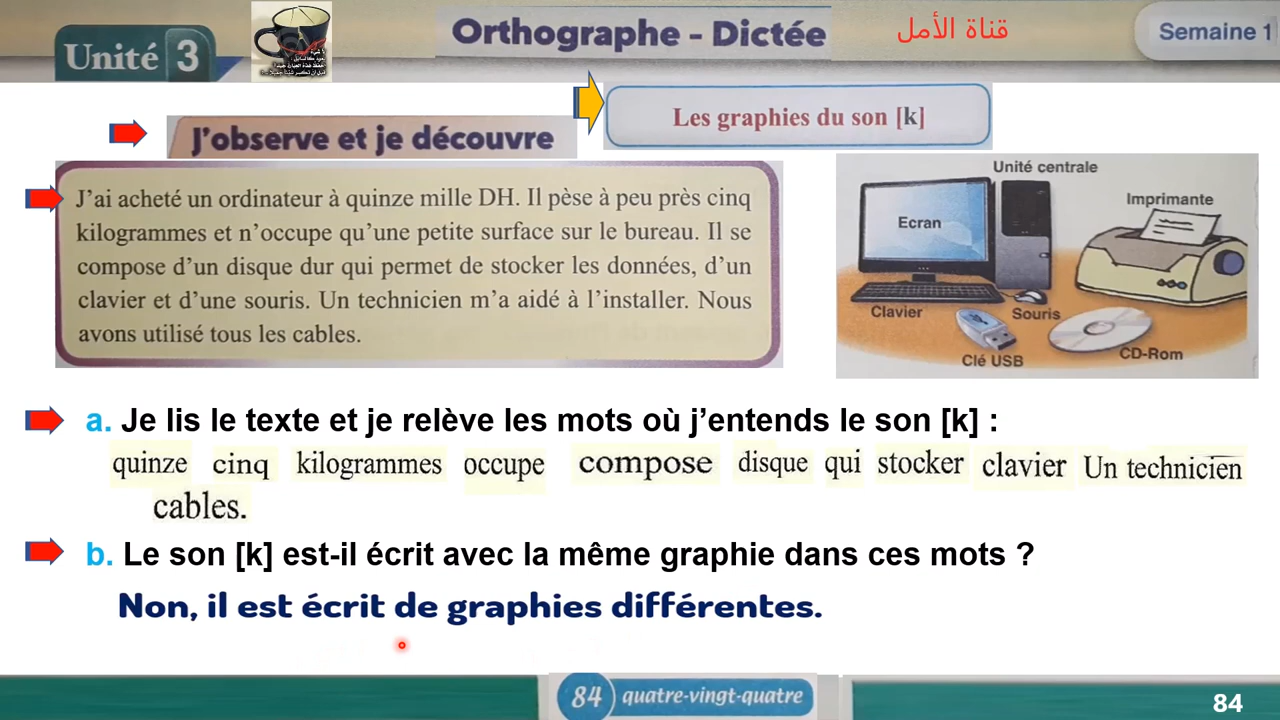 Unité 3
Orthographe - Dictée
قناة الأمل
Semaine 1
Les graphies du son [k]
J'observe et je découvre
J'ai acheté un ordinateur à quinze mille DH. Il pèse à peu près cinq
kilogrammes et n'occupe qu'une petite surface sur le bureau. Il se
compose d'un disque dur qui permet de stocker les données, d'un
clavier et d'une souris. Un technicien m'a aidé à l'installer. Nous
avons utilisé tous les cables.
Unité centrale
Imprimante
Ecran
Clavier
Souris
Clé USB
CD-Rom
a. Je lis le texte et je relève les mots où j'entends le son [k] :
quinze cinq kilogrammes occupe compose disque qui stocker clavier Un technicien
cables.
b. Le son [k] est-il écrit avec la même graphie dans ces mots ?
Non, il est écrit de graphies différentes.
84 quatre-vingt-quatre
84